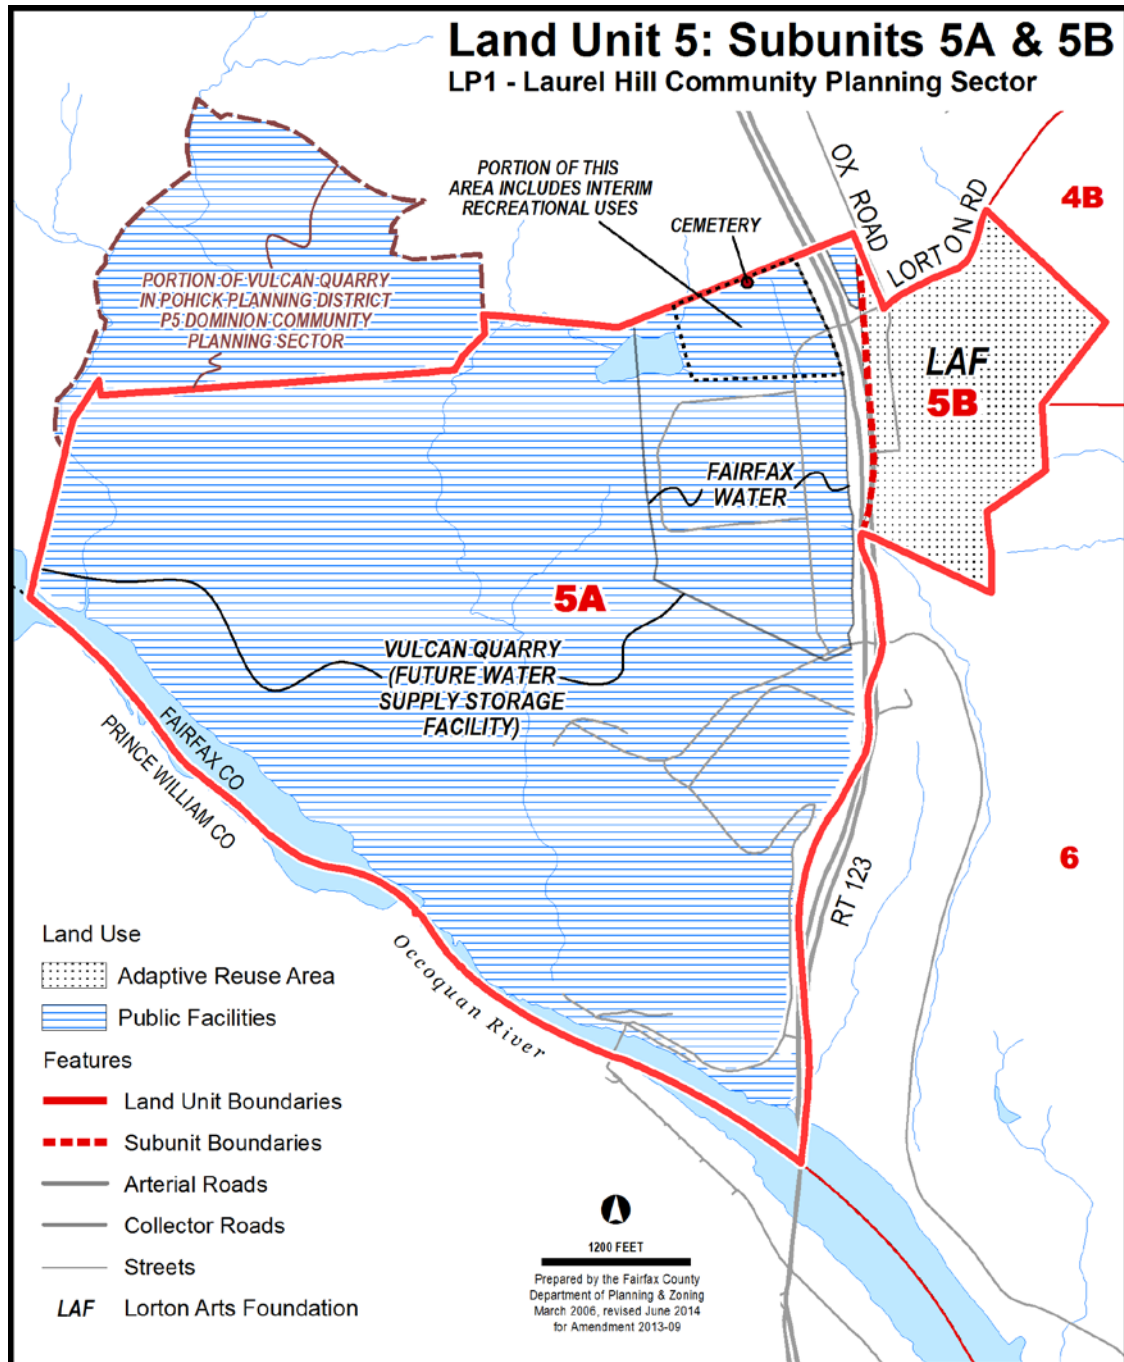 Land Unit 5: Subunits 5A & 5B
LP1 - Laurel Hill Community Planning Sector
OX ROAD
LORTON RD
4B
PORTION OF THIS
AREA INCLUDES INTERIM
RECREATIONAL USES
CEMETERY
PORTION OF VULCAN QUARRY
IN POHICK PLANNING DISTRICT
P5 DOMINION COMMUNITY
PLANNING SECTOR
LAF
5B
FAIRFAX
WATER
5A
VULCAN QUARRY
(FUTURE WATER
SUPPLY STORAGE
FACILITY)
FAIRFAX CO
PRINCE WILLIAM CO
6
RT 123
Occoquan River
Land Use
Adaptive Reuse Area
Public Facilities
Features
Land Unit Boundaries
Subunit Boundaries
Arterial Roads
Collector Roads
Streets
LAF Lorton Arts Foundation
1200 FEET
Prepared by the Fairfax County
Department of Planning & Zoning
March 2006, revised June 2014
for Amendment 2013-09